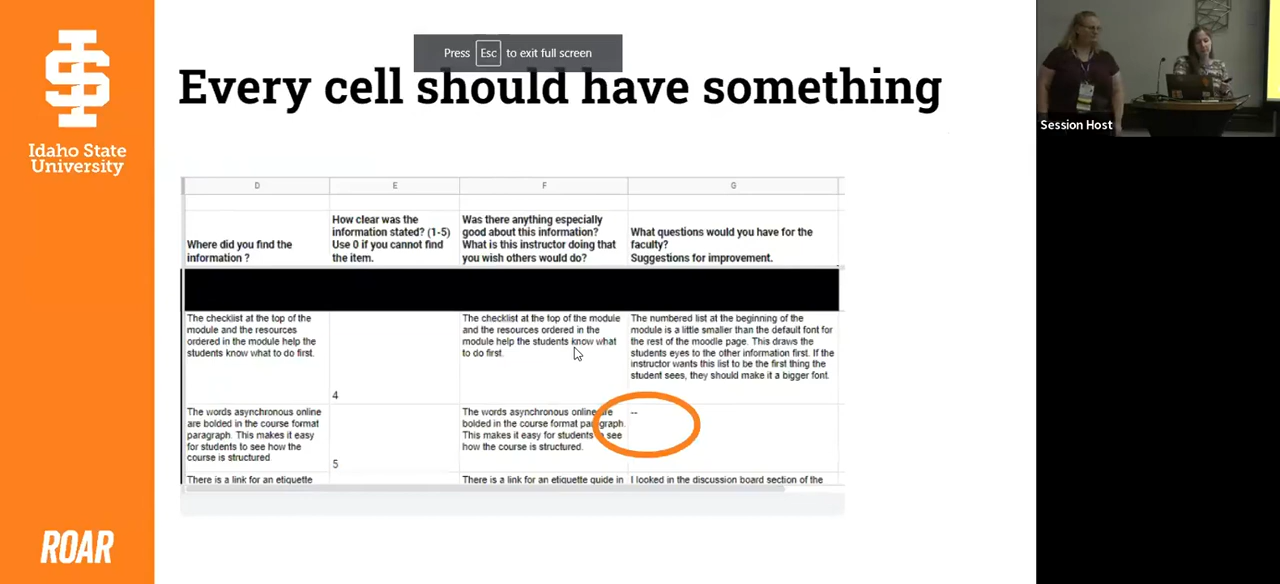 Idaho State
University
ROAR
Press Esc to exit full screen
Every cell should have something
Session Host
D E F G
Where did you find the
information ?
How clear was the
information stated? (1-5)
Use 0 if you cannot find
the item.
Was there anything especially
good about this information?
What is this instructor doing that
you wish others would do?
What questions would you have for the
faculty?
Suggestions for improvement.
The checklist at the top of the
module and the resources
ordered in the module help the
students know what to do first.
4
The checklist at the top of the module
and the resources ordered in the
module help the students know what
to do first.
The numbered list at the beginning of the
module is a little smaller than the default font for
the rest of the moodle page. This draws the
students eyes to the other information first. If the
instructor wants this list to be the first thing the
student sees, they should make it a bigger font.
The words asynchronous online
are bolded in the course format
paragraph. This makes it easy
for students to see how the
course is structured
5
The words asynchronous online are
bolded in the course format paragraph.
This makes it easy for students to see
how the course is structured.
--
There is a link for an etiquette
There is a link for an etiquette guide in
I looked in the discussion board section of the